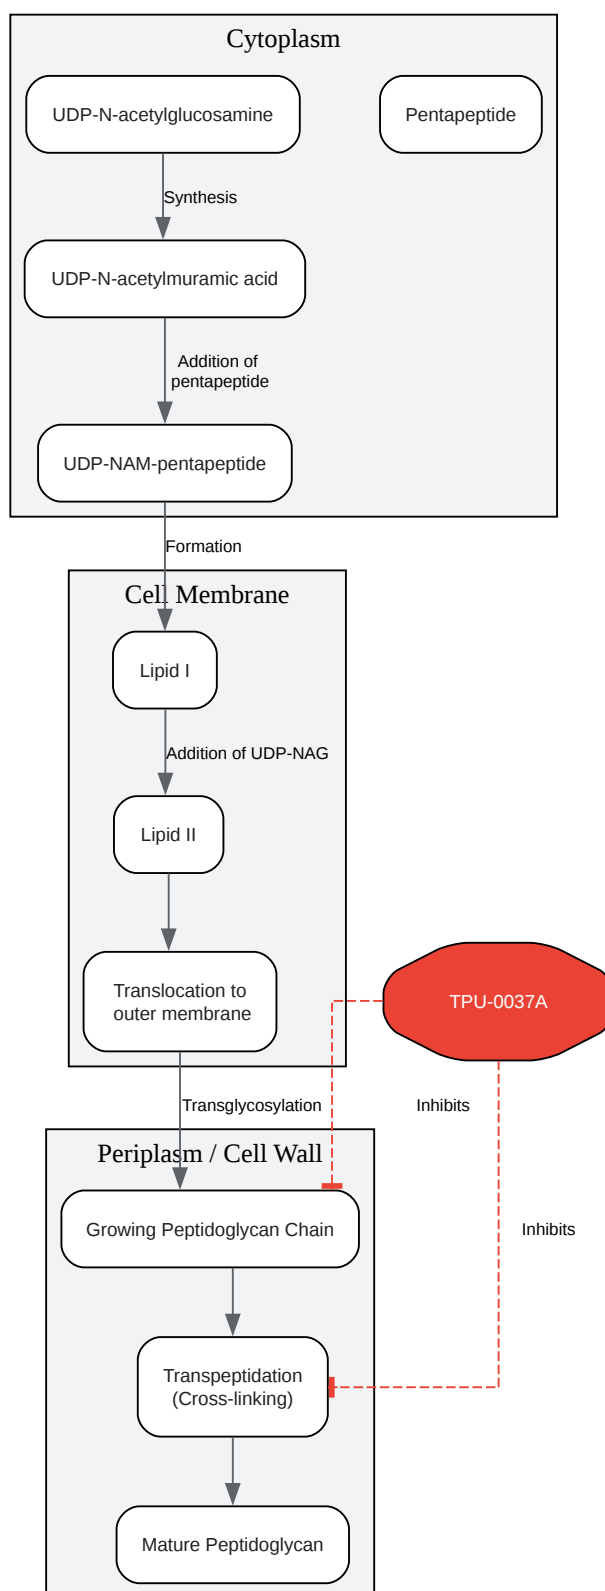 Cytoplasm
UDP-N-acetylglucosamine
Pentapeptide
Synthesis
UDP-N-acetylmuramic acid
Addition of
pentapeptide
UDP-NAM-pentapeptide
Formation
Cell Membrane
Lipid I
Addition of UDP-NAG
Lipid II
Translocation to
outer membrane
TPU-0037A
Transglycosylation
Inhibits
Periplasm / Cell Wall
Growing Peptidoglycan Chain
Inhibits
Transpeptidation
(Cross-linking)
Mature Peptidoglycan